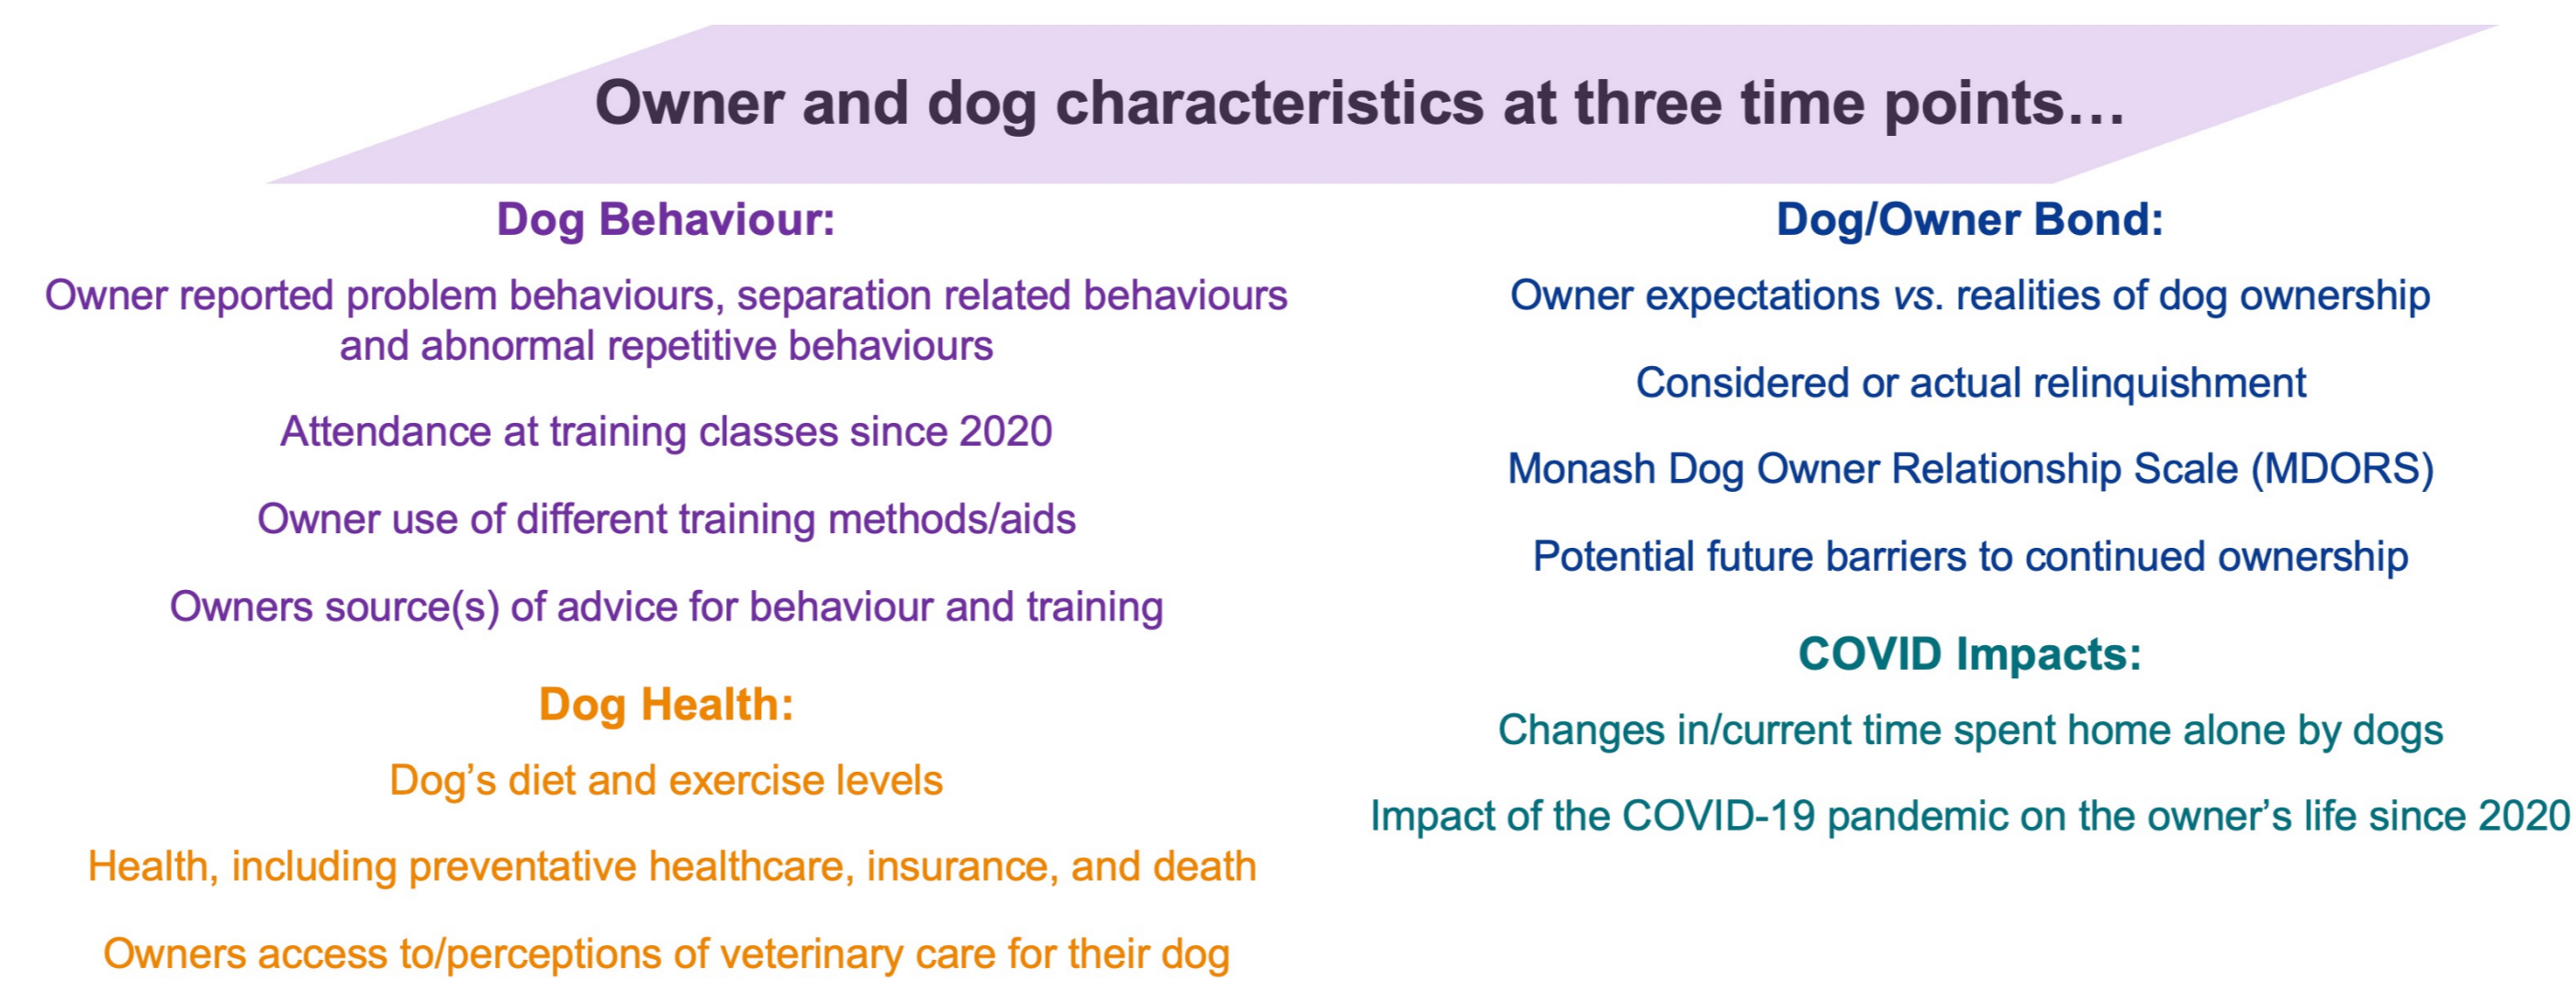 Owner and dog characteristics at three time points…
Dog Behaviour:
Owner reported problem behaviours, separation related behaviours
and abnormal repetitive behaviours
Attendance at training classes since 2020
Owner use of different training methods/aids
Owners source(s) of advice for behaviour and training
Dog Health:
Dog’s diet and exercise levels
Health, including preventative healthcare, insurance, and death
Owners access to/perceptions of veterinary care for their dog
Dog/Owner Bond:
Owner expectations vs. realities of dog ownership
Considered or actual relinquishment
Monash Dog Owner Relationship Scale (MDORS)
Potential future barriers to continued ownership
COVID Impacts:
Changes in/current time spent home alone by dogs
Impact of the COVID-19 pandemic on the owner’s life since 2020